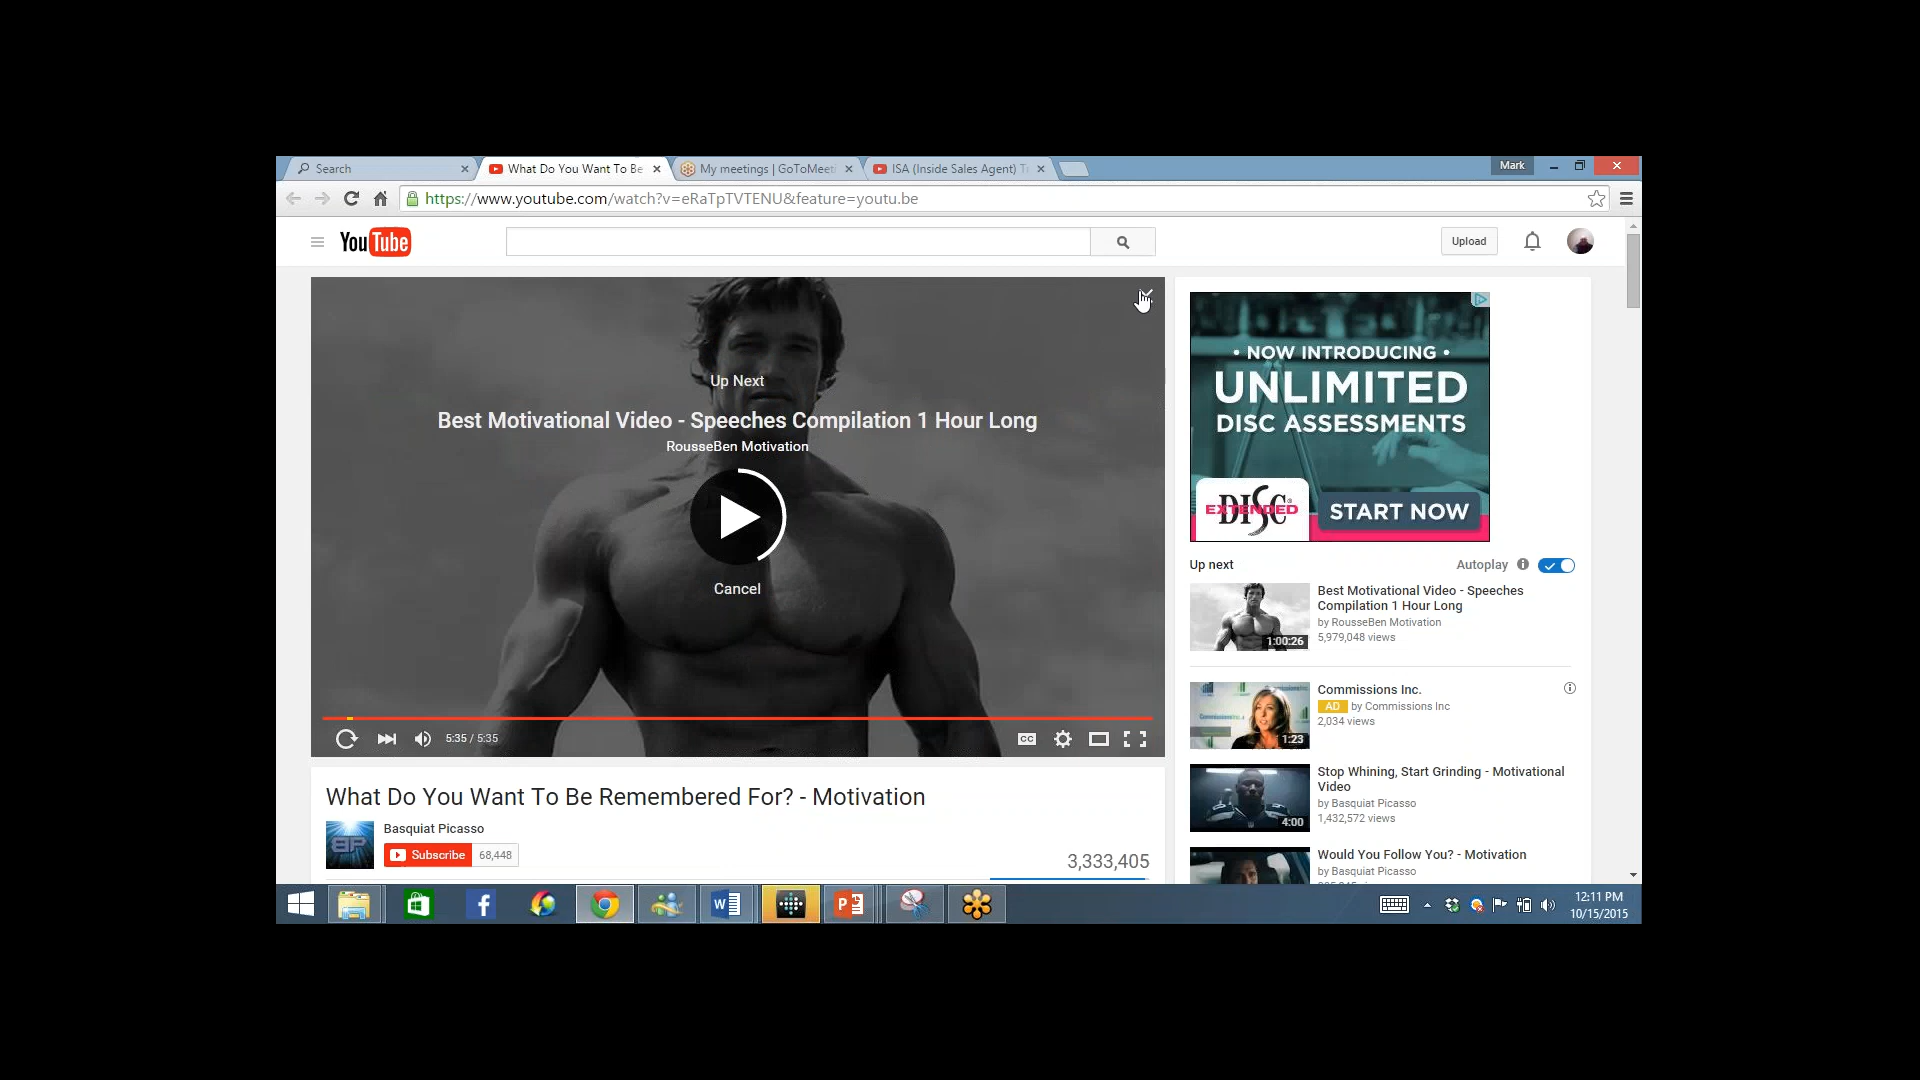 Search
What Do You Want To Be
My meetings | GoToMeeti
ISA (Inside Sales Agent) T
Mark
https://www.youtube.com/watch?v=eRaTpTVTENU&feature=youtu.be
YouTube
Upload
Up Next
Best Motivational Video - Speeches Compilation 1 Hour Long
RousseBen Motivation
Cancel
5:35 / 5:35
CC
What Do You Want To Be Remembered For? - Motivation
BP
Basquiat Picasso
Subscribe 68,448
3,333,405
• NOW INTRODUCING •
UNLIMITED
DISC ASSESSMENTS
DISC®
EXTENDED
START NOW
Up next
Autoplay
Best Motivational Video - Speeches
Compilation 1 Hour Long
by RousseBen Motivation
5,979,048 views
1:00:26
Commissions Inc.
AD by Commissions Inc
2,034 views
1:23
Stop Whining, Start Grinding - Motivational
Video
by Basquiat Picasso
1,432,572 views
4:00
Would You Follow You? - Motivation
by Basquiat Picasso
12:11 PM
10/15/2015